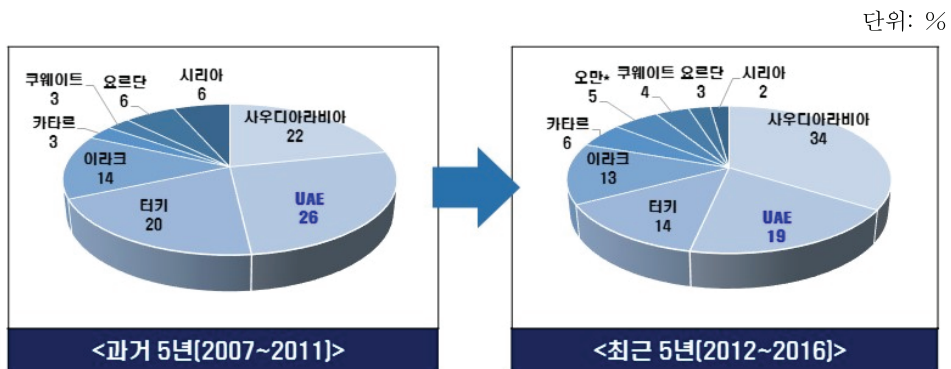 단위: %
시리아
6
요르단
6
쿠웨이트
3
카타르
3
이라크
14
터키
20
UAE
26
사우디아라비아
22
<과거 5년(2007~2011)>
시리아
2
요르단
3
쿠웨이트
4
오만*
5
카타르
6
이라크
13
터키
14
UAE
19
사우디아라비아
34
<최근 5년(2012~2016)>